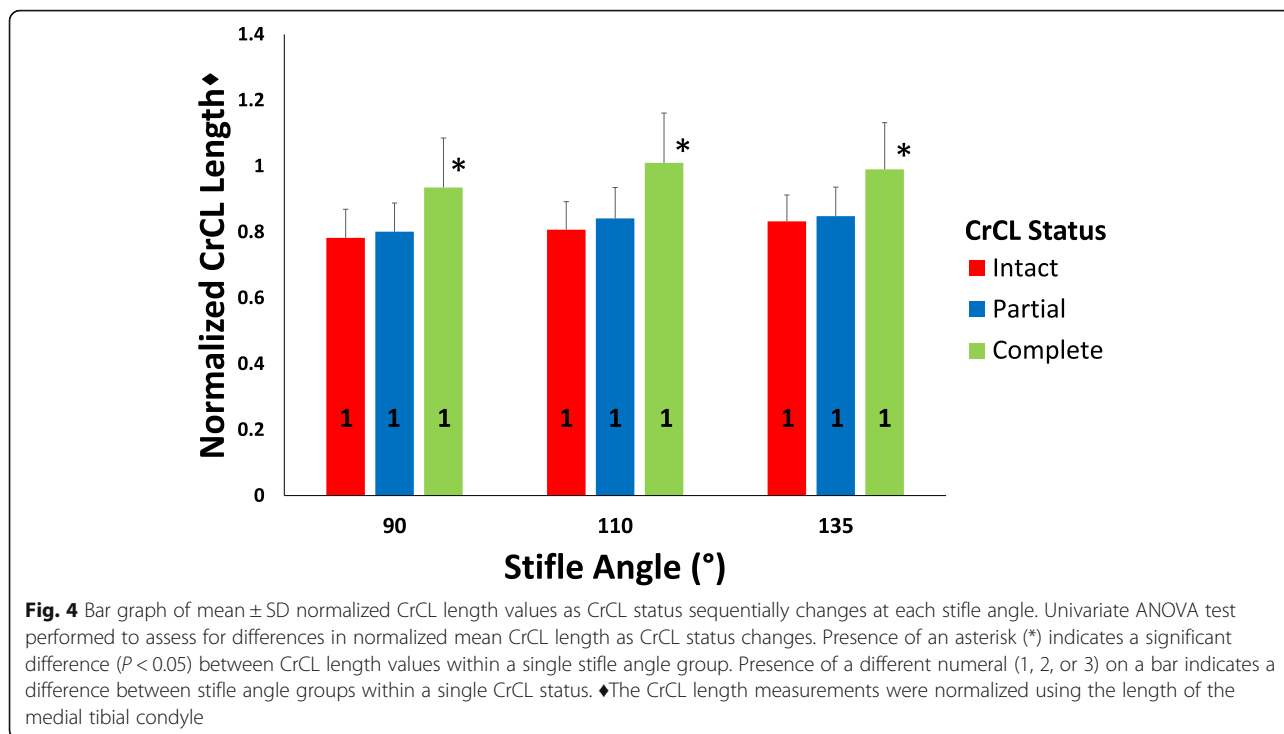 1.4
1.2
1
0.8
0.6
0.4
0.2
0
Normalized CrCL Length♦
* * *
1 1 1 1 1 1 1 1 1
90 110 135
Stifle Angle (°)
CrCL Status
Intact
Partial
Complete
Fig. 4 Bar graph of mean ± SD normalized CrCL length values as CrCL status sequentially changes at each stifle angle. Univariate ANOVA test
performed to assess for differences in normalized mean CrCL length as CrCL status changes. Presence of an asterisk (*) indicates a significant
difference (P < 0.05) between CrCL length values within a single stifle angle group. Presence of a different numeral (1, 2, or 3) on a bar indicates a
difference between stifle angle groups within a single CrCL status. ♦The CrCL length measurements were normalized using the length of the
medial tibial condyle